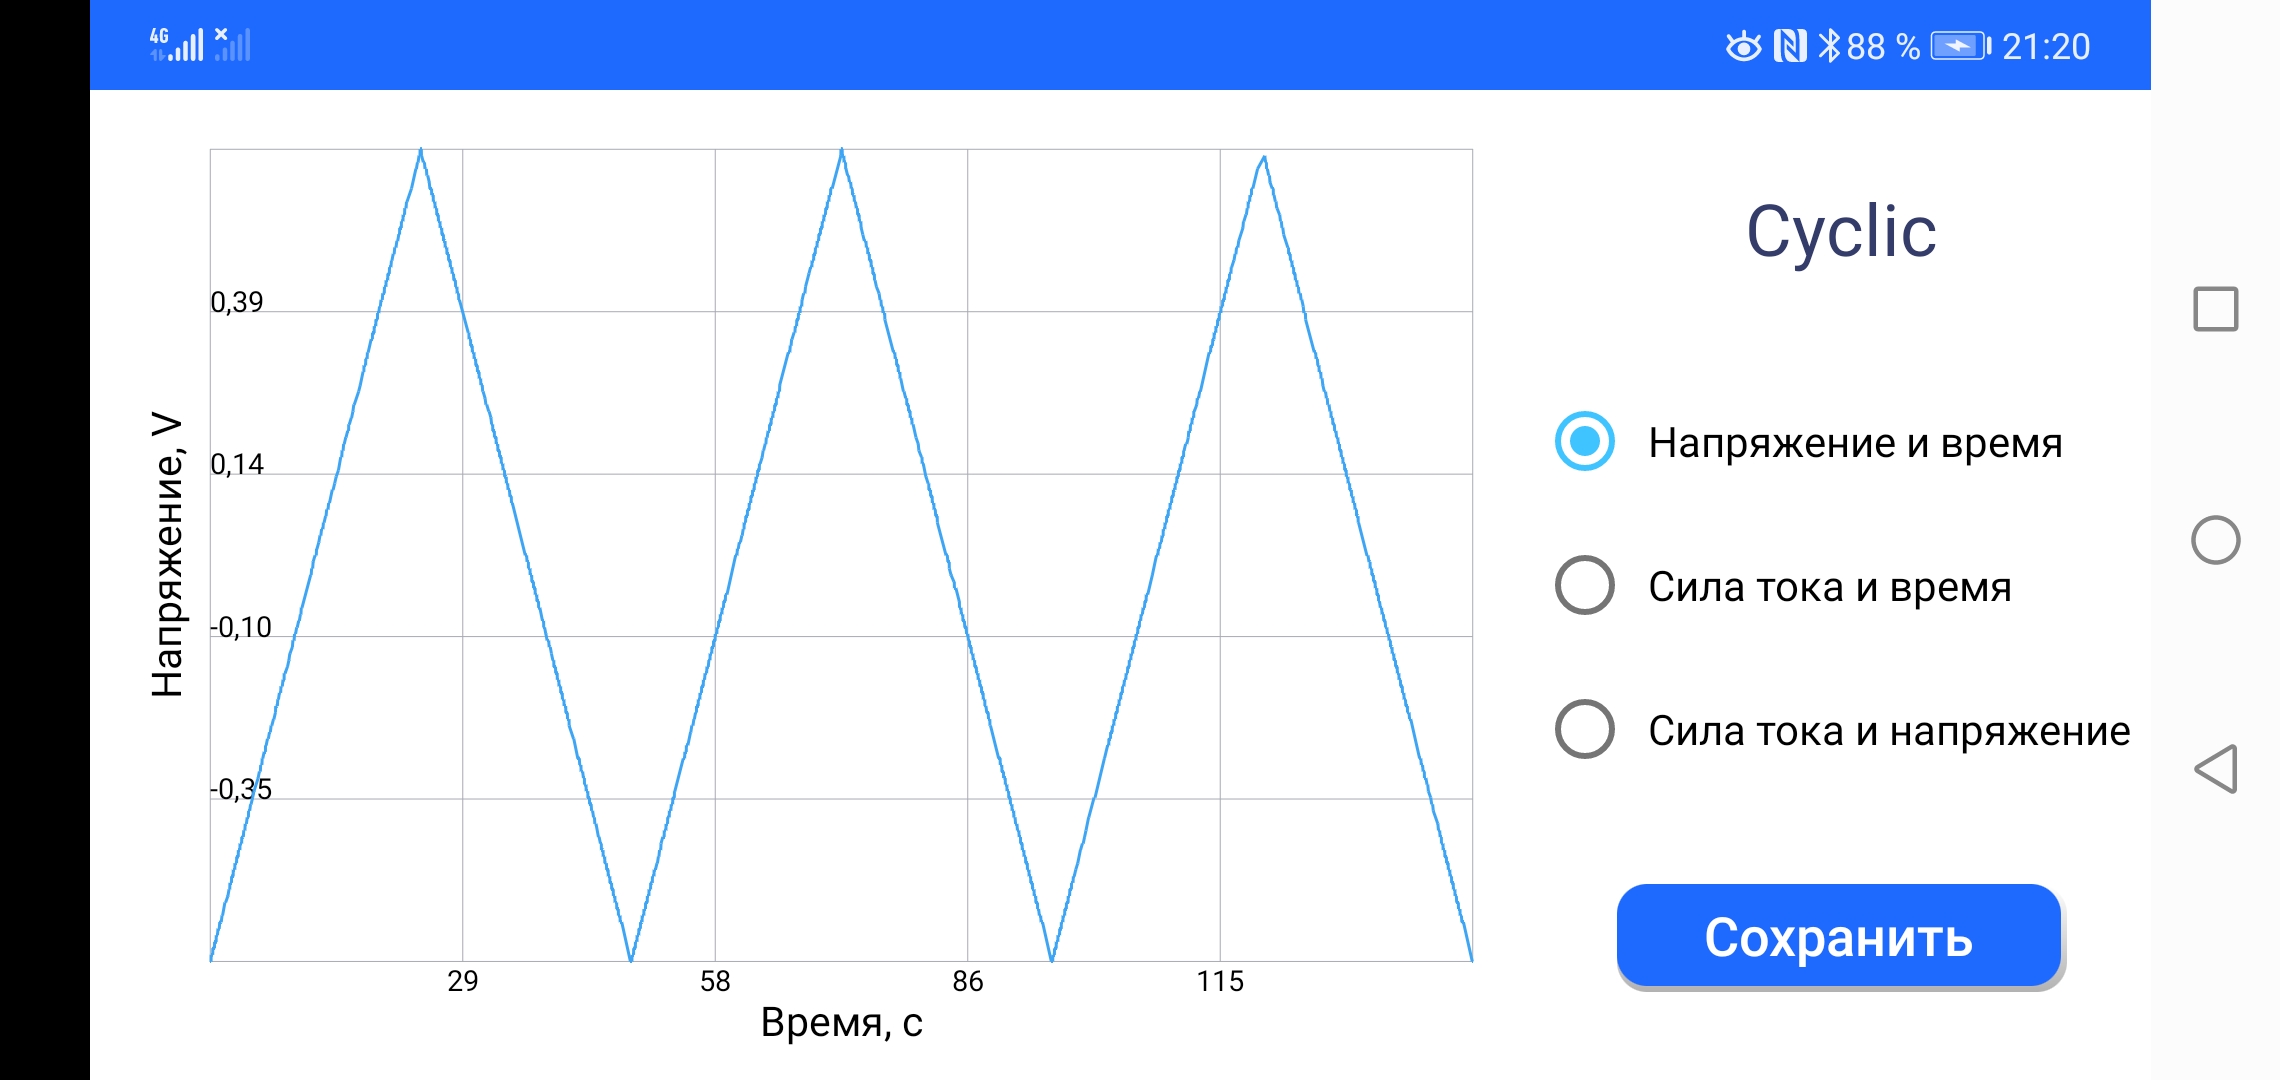 4G
88 %
21:20
Cyclic
0,39
0,14
-0,10
-0,35
Напряжение, V
29
58
86
115
Время, с
Напряжение и время
Сила тока и время
Сила тока и напряжение
Сохранить